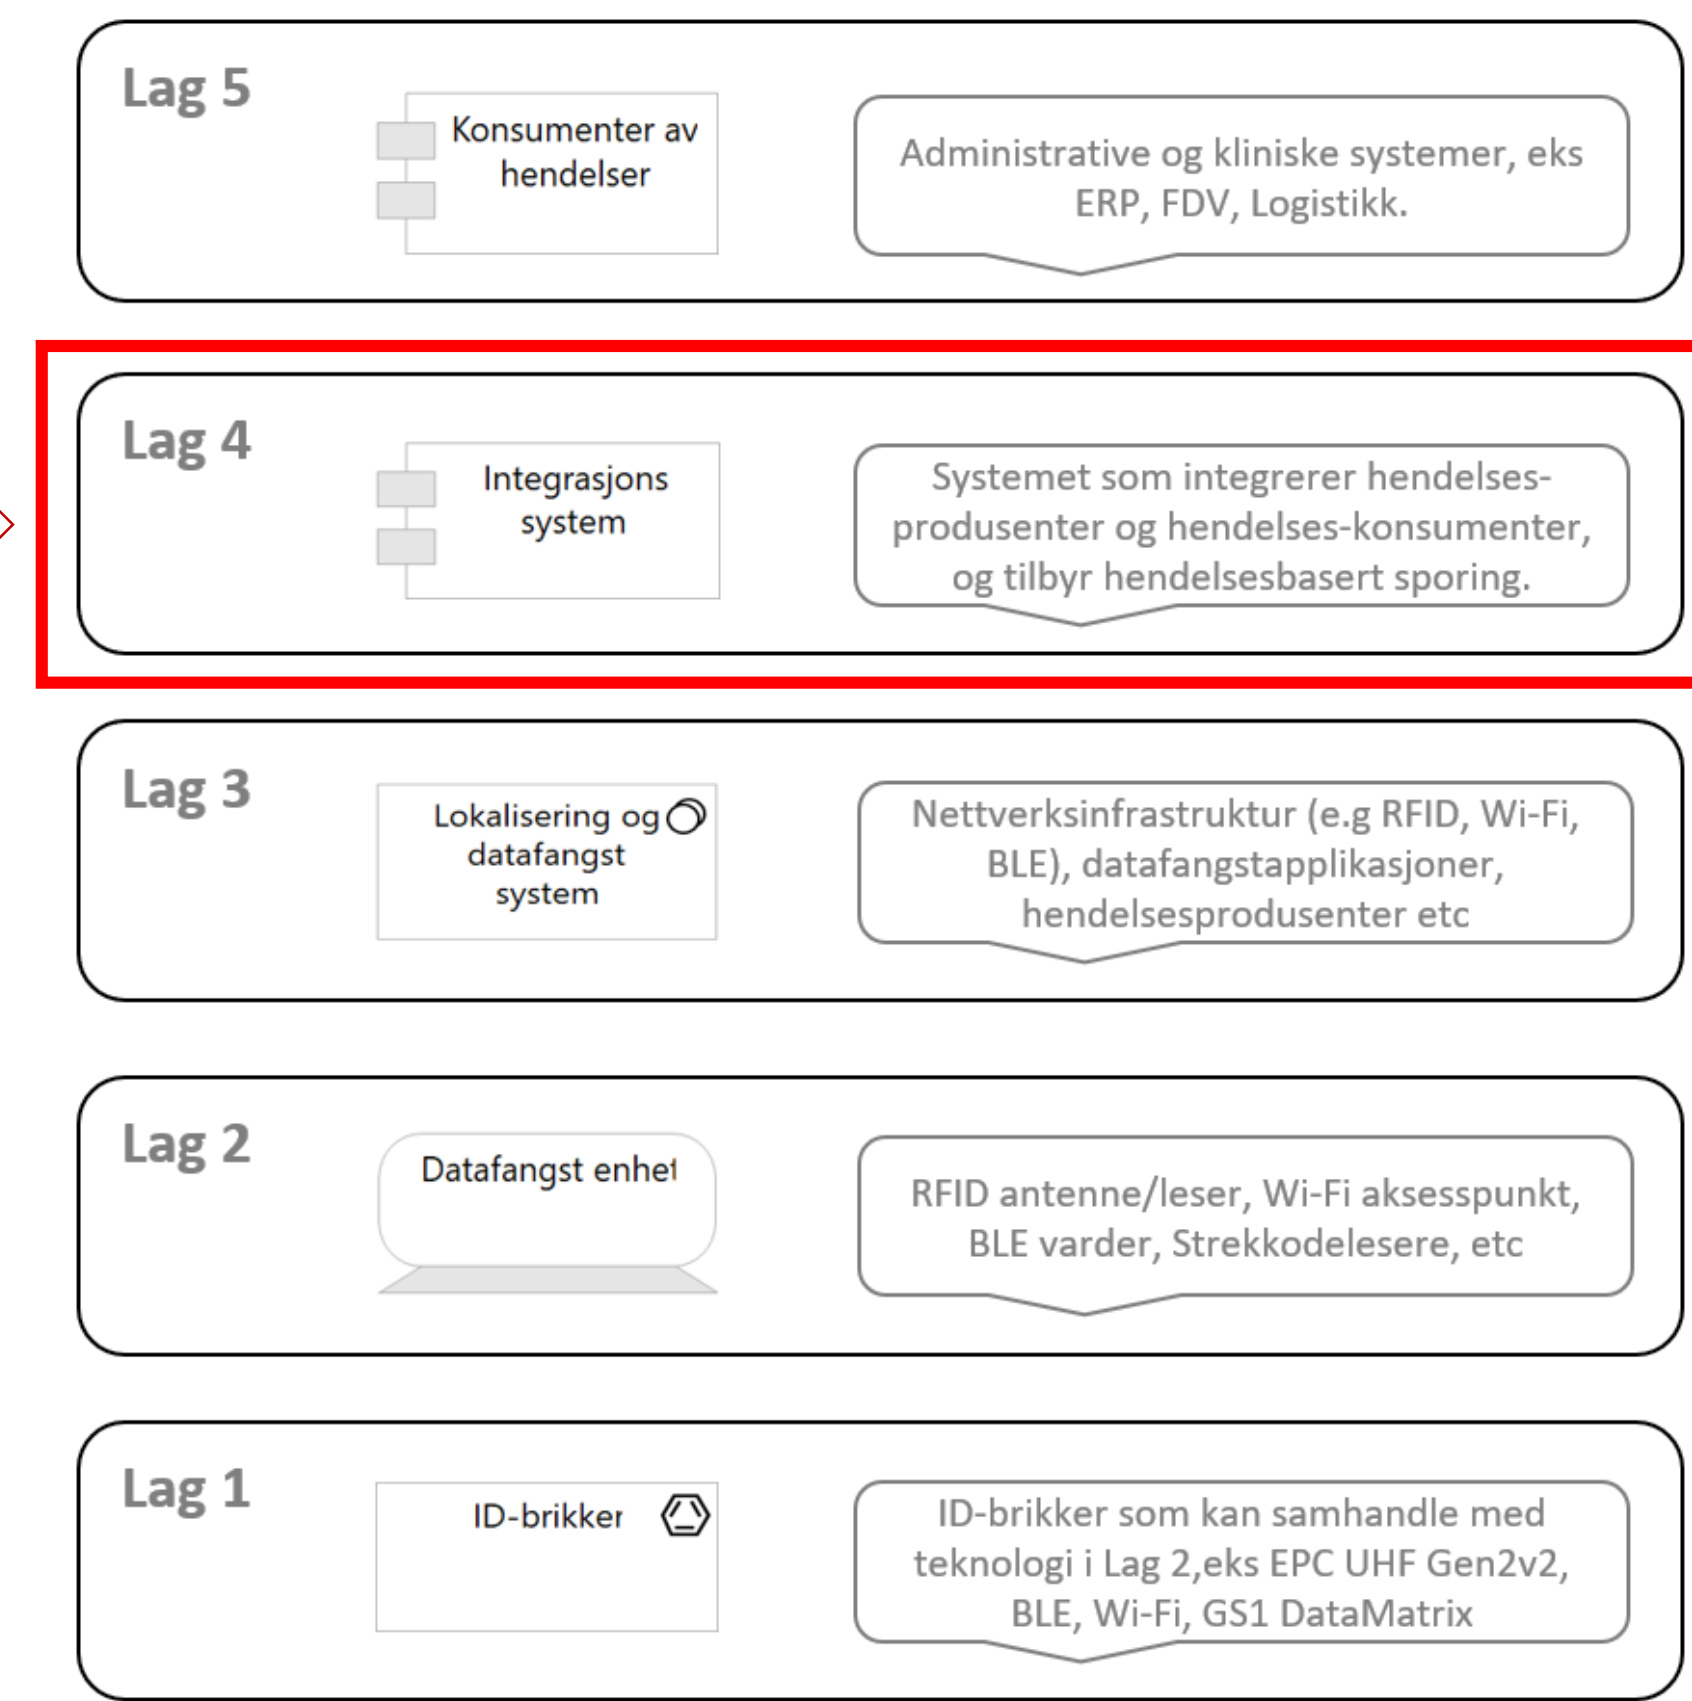 Lag 5
Konsumenter av
hendelser
Administrative og kliniske systemer, eks
ERP, FDV, Logistikk.
Lag 4
Integrasjons
system
Systemet som integrerer hendelses-
produsenter og hendelses-konsumenter,
og tilbyr hendelsesbasert sporing.
Lag 3
Lokalisering og
datafangst
system
Nettverksinfrastruktur (e.g RFID, Wi-Fi,
BLE), datafangstapplikasjoner,
hendelsesprodusenter etc
Lag 2
Datafangst enhet
RFID antenne/leser, Wi-Fi aksesspunkt,
BLE varder, Strekkodelesere, etc
Lag 1
ID-brikker
ID-brikker som kan samhandle med
teknologi i Lag 2,eks EPC UHF Gen2v2,
BLE, Wi-Fi, GS1 DataMatrix